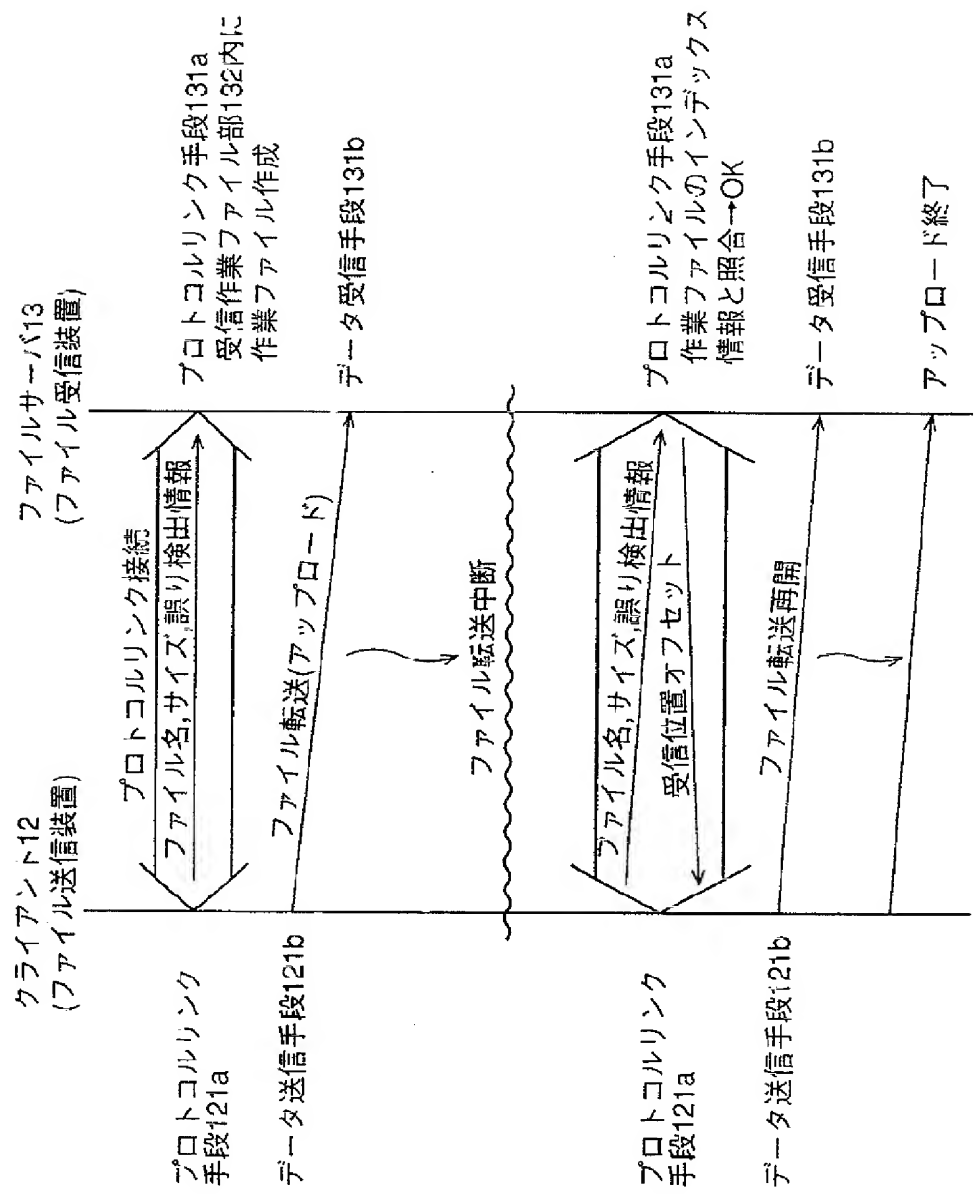 クライアント12
(ファイル送信装置)
ファイルサーバ13
(ファイル受信装置)
プロトコルリンク
手段121a
プロトコルリンク接続
ファイル名,サイズ,誤り検出情報
プロトコルリンク手段131a
受信作業ファイル部132内に
作業ファイル作成
データ送信手段121b
ファイル転送(アップロード)
データ受信手段131b
ファイル転送中断
プロトコルリンク
手段121a
ファイル名,サイズ,誤り検出情報
受信位置オフセット
プロトコルリンク手段131a
作業ファイルのインデックス
情報と照合→OK
データ送信手段121b
ファイル転送再開
データ受信手段131b
アップロード終了